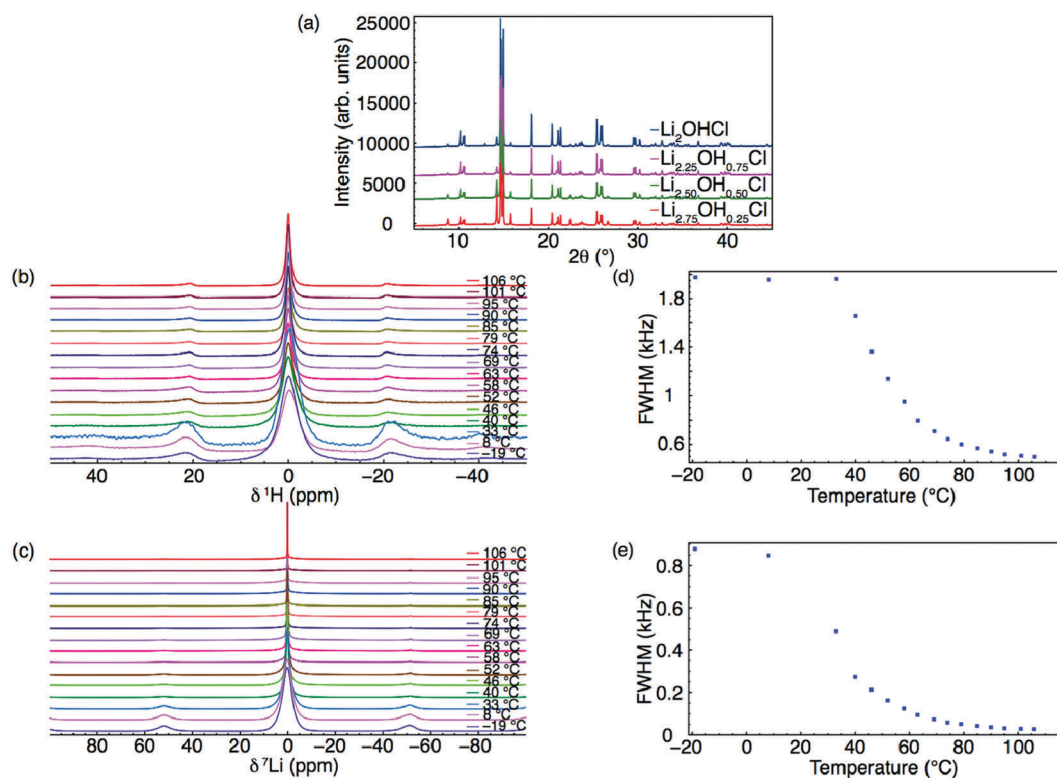 (a)
25000
20000
15000
10000
5000
0
Intensity (arb. units)
Li2OHCl
Li2.25OH0.75Cl
Li2.50OH0.50Cl
Li2.75OH0.25Cl
10 20 30 40
2θ (°)
(b)
106 °C
101 °C
95 °C
90 °C
85 °C
79 °C
74 °C
69 °C
63 °C
58 °C
52 °C
46 °C
40 °C
33 °C
8 °C
–19 °C
40 20 0 –20 –40
δ 1H (ppm)
(d)
1.8
1.4
1
0.6
FWHM (kHz)
–20 0 20 40 60 80 100
Temperature (°C)
(c)
106 °C
101 °C
95 °C
90 °C
85 °C
79 °C
74 °C
69 °C
63 °C
58 °C
52 °C
46 °C
40 °C
33 °C
8 °C
–19 °C
80 60 40 20 0 –20 –40 –60 –80
δ 7Li (ppm)
(e)
0.8
0.6
0.4
0.2
0
FWHM (kHz)
–20 0 20 40 60 80 100
Temperature (°C)